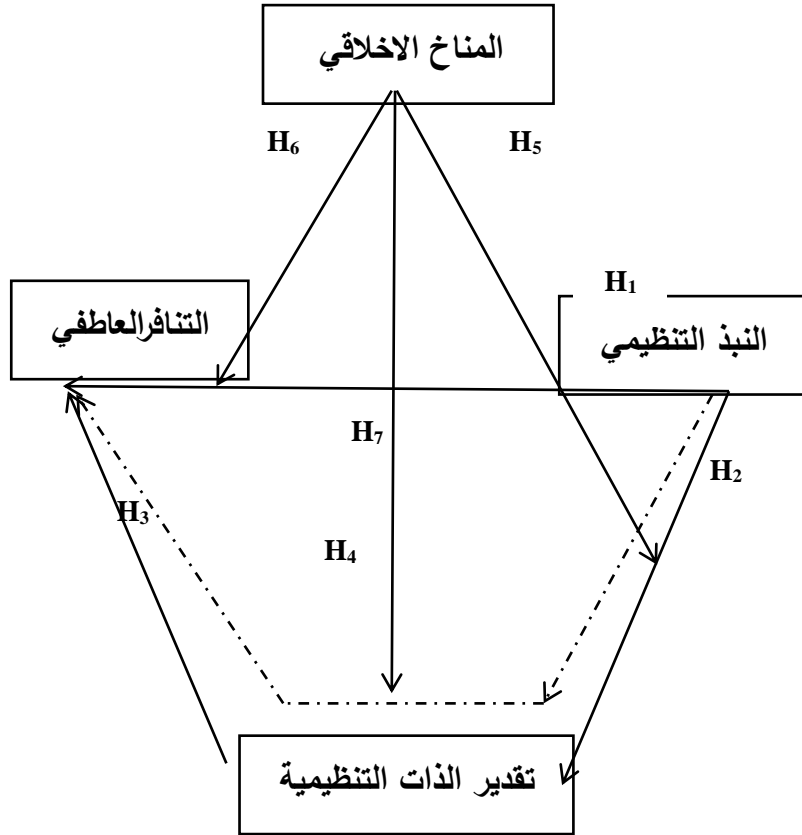 المناخ الاخلاقي
H6
H5
H1
التنافرالعاطفي
النبذ التنظيمي
H7
H2
H3
H4
تقدير الذات التنظيمية